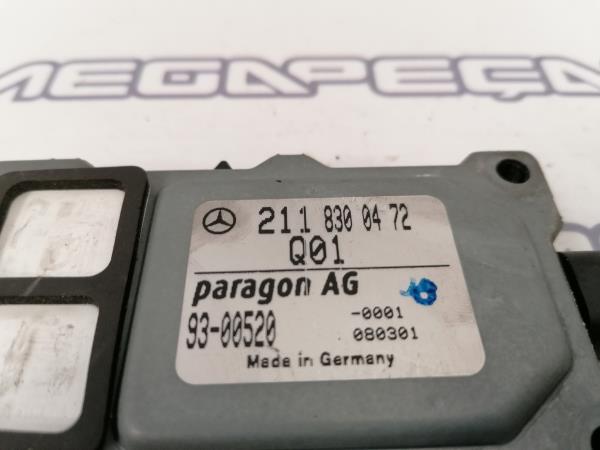 MEGAPEÇA
211 830 04 72
Q01
paragon AG
93-00520
-0001
080301
Made in Germany